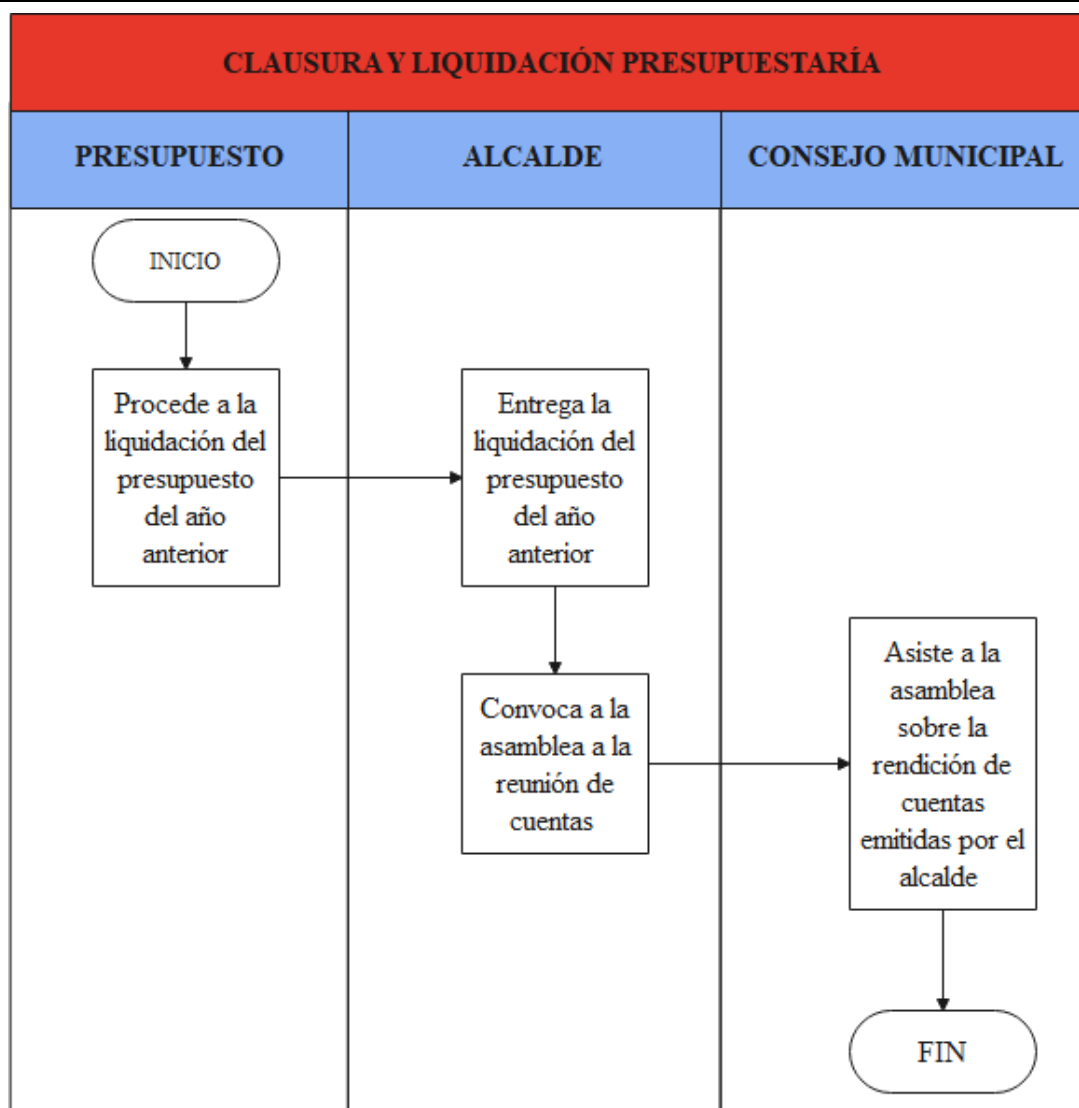 CLAUSURA Y LIQUIDACIÓN PRESUPUESTARÍA
PRESUPUESTO
ALCALDE
CONSEJO MUNICIPAL
INICIO
Procede a la
liquidación del
presupuesto
del año
anterior
Entrega la
liquidación del
presupuesto
del año
anterior
Convoca a la
asamblea a la
reunión de
cuentas
Asiste a la
asamblea
sobre la
rendición de
cuentas
emitidas por el
alcalde
FIN